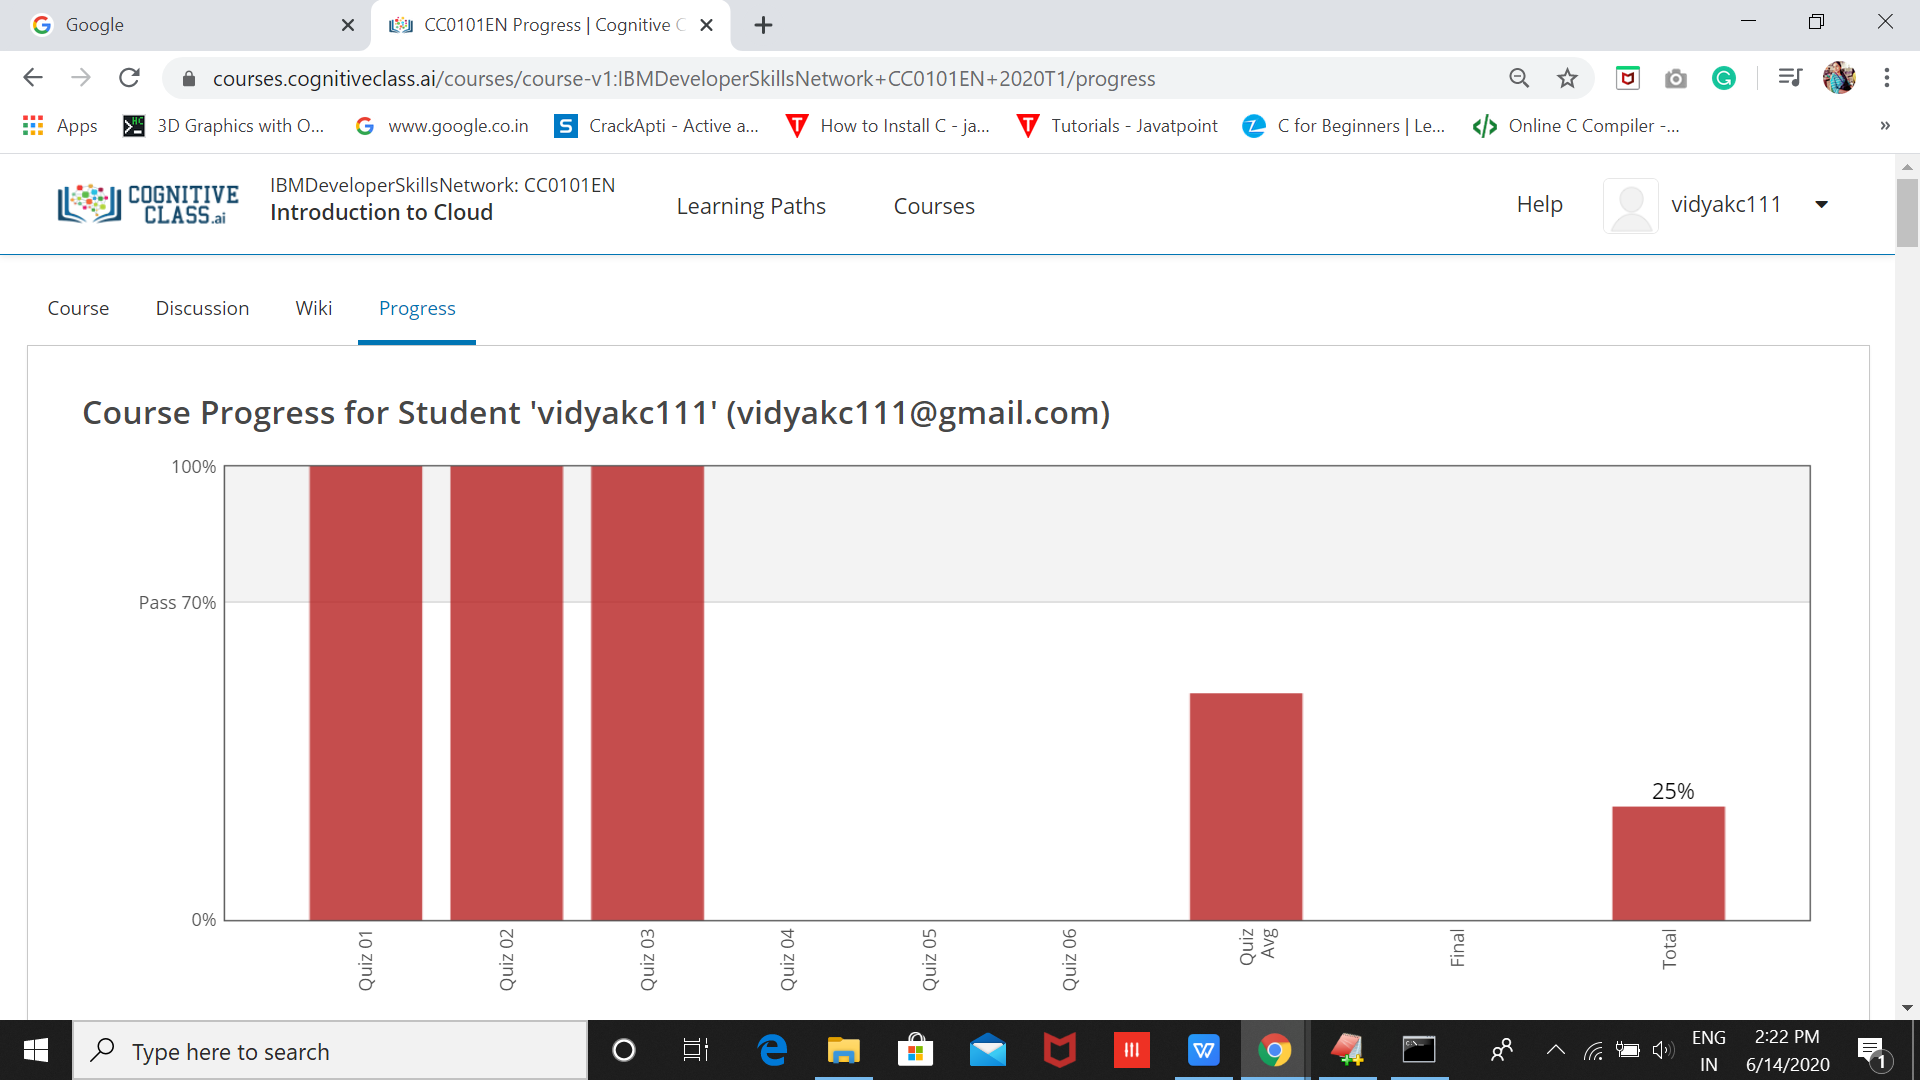 Google
CC0101EN Progress | Cognitive C
courses.cognitiveclass.ai/courses/course-v1:IBMDeveloperSkillsNetwork+CC0101EN+2020T1/progress
Apps
3D Graphics with O...
www.google.co.in
CrackApti - Active a...
How to Install C - ja...
Tutorials - Javatpoint
C for Beginners | Le...
Online C Compiler -...
»
COGNITIVE
CLASS.ai
IBMDeveloperSkillsNetwork: CC0101EN
Introduction to Cloud
Learning Paths
Courses
Help
vidyakc111
Course
Discussion
Wiki
Progress
Course Progress for Student 'vidyakc111' (vidyakc111@gmail.com)
100%
Pass 70%
0%
25%
Quiz 01
Quiz 02
Quiz 03
Quiz 04
Quiz 05
Quiz 06
Quiz
Avg
Final
Total
Type here to search
ENG
IN
2:22 PM
6/14/2020
1